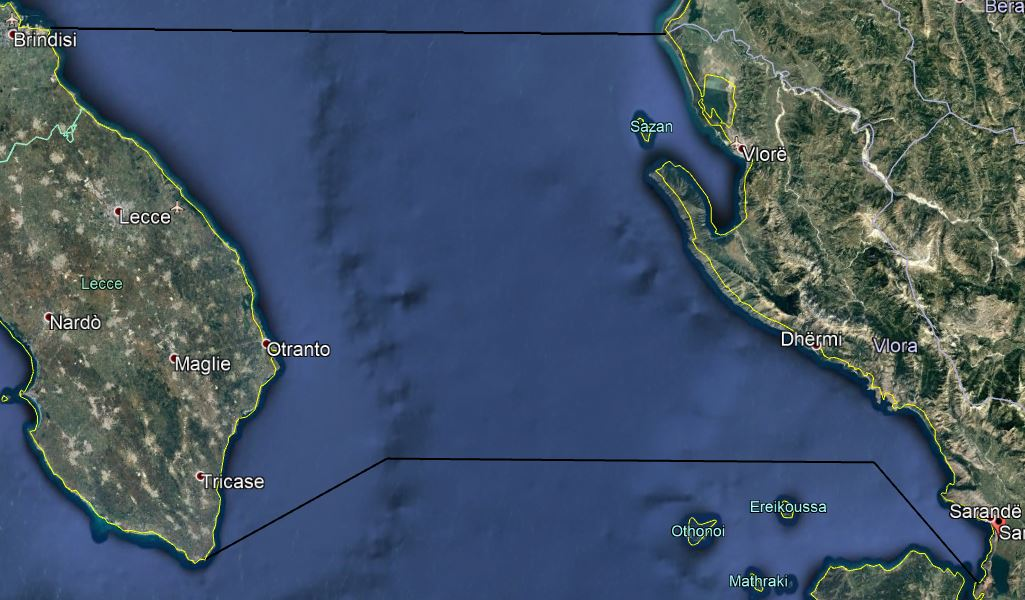 Bera
Brindisi
Sazan
Vlorë
Lecce
Lecce
Nardò
Otranto
Maglie
Dhërmi
Vlora
Tricase
Ereikoussa
Othonoi
Sarandë
Sar
Mathraki